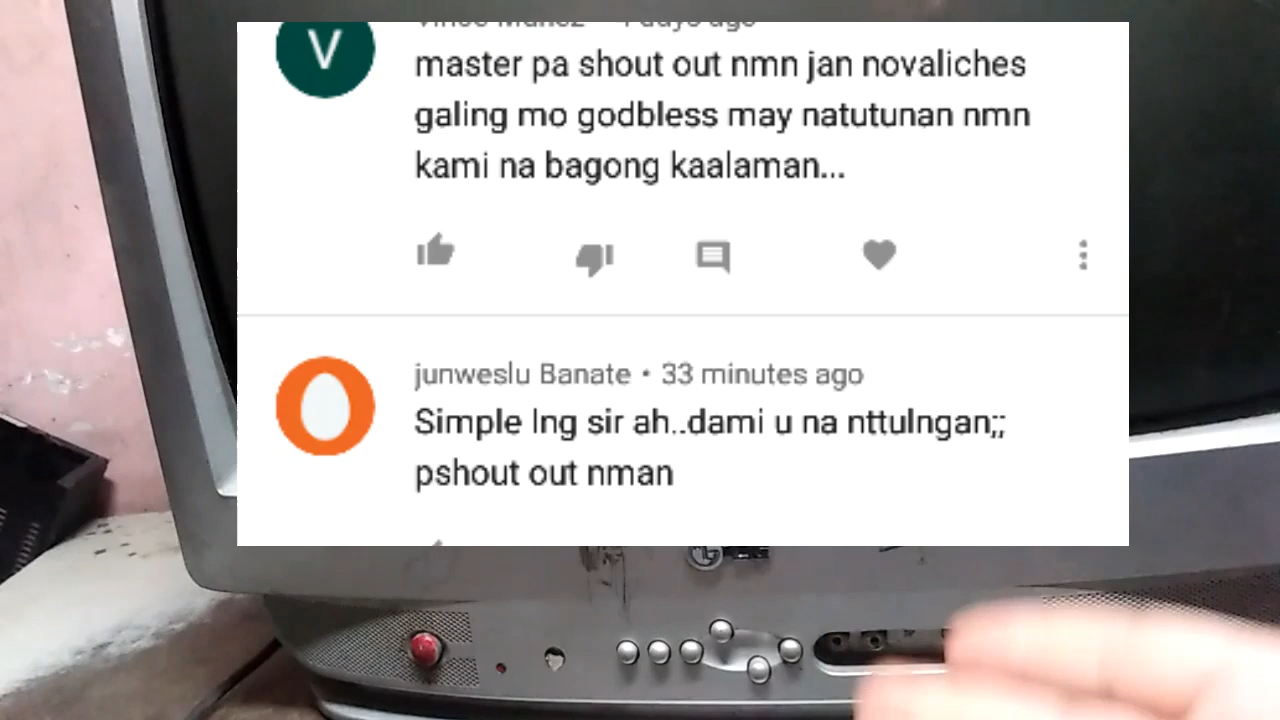 master pa shout out nmn jan novaliches
galing mo godbless may natutunan nmn
kami na bagong kaalaman...
V
junweslu Banate • 33 minutes ago
Simple lng sir ah..dami u na nttulngan;;
pshout out nman